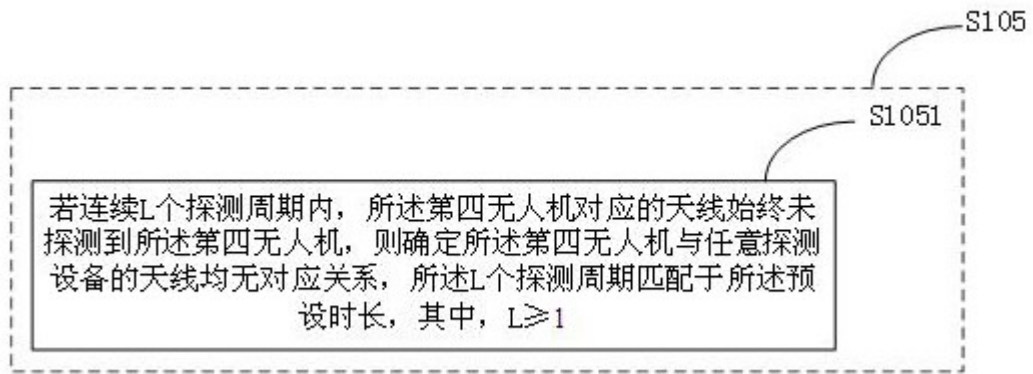 S105
S1051
若连续L个探测周期内，所述第四无人机对应的天线始终未
探测到所述第四无人机，则确定所述第四无人机与任意探测
设备的天线均无对应关系，所述L个探测周期匹配于所述预
设时长，其中，L≥1